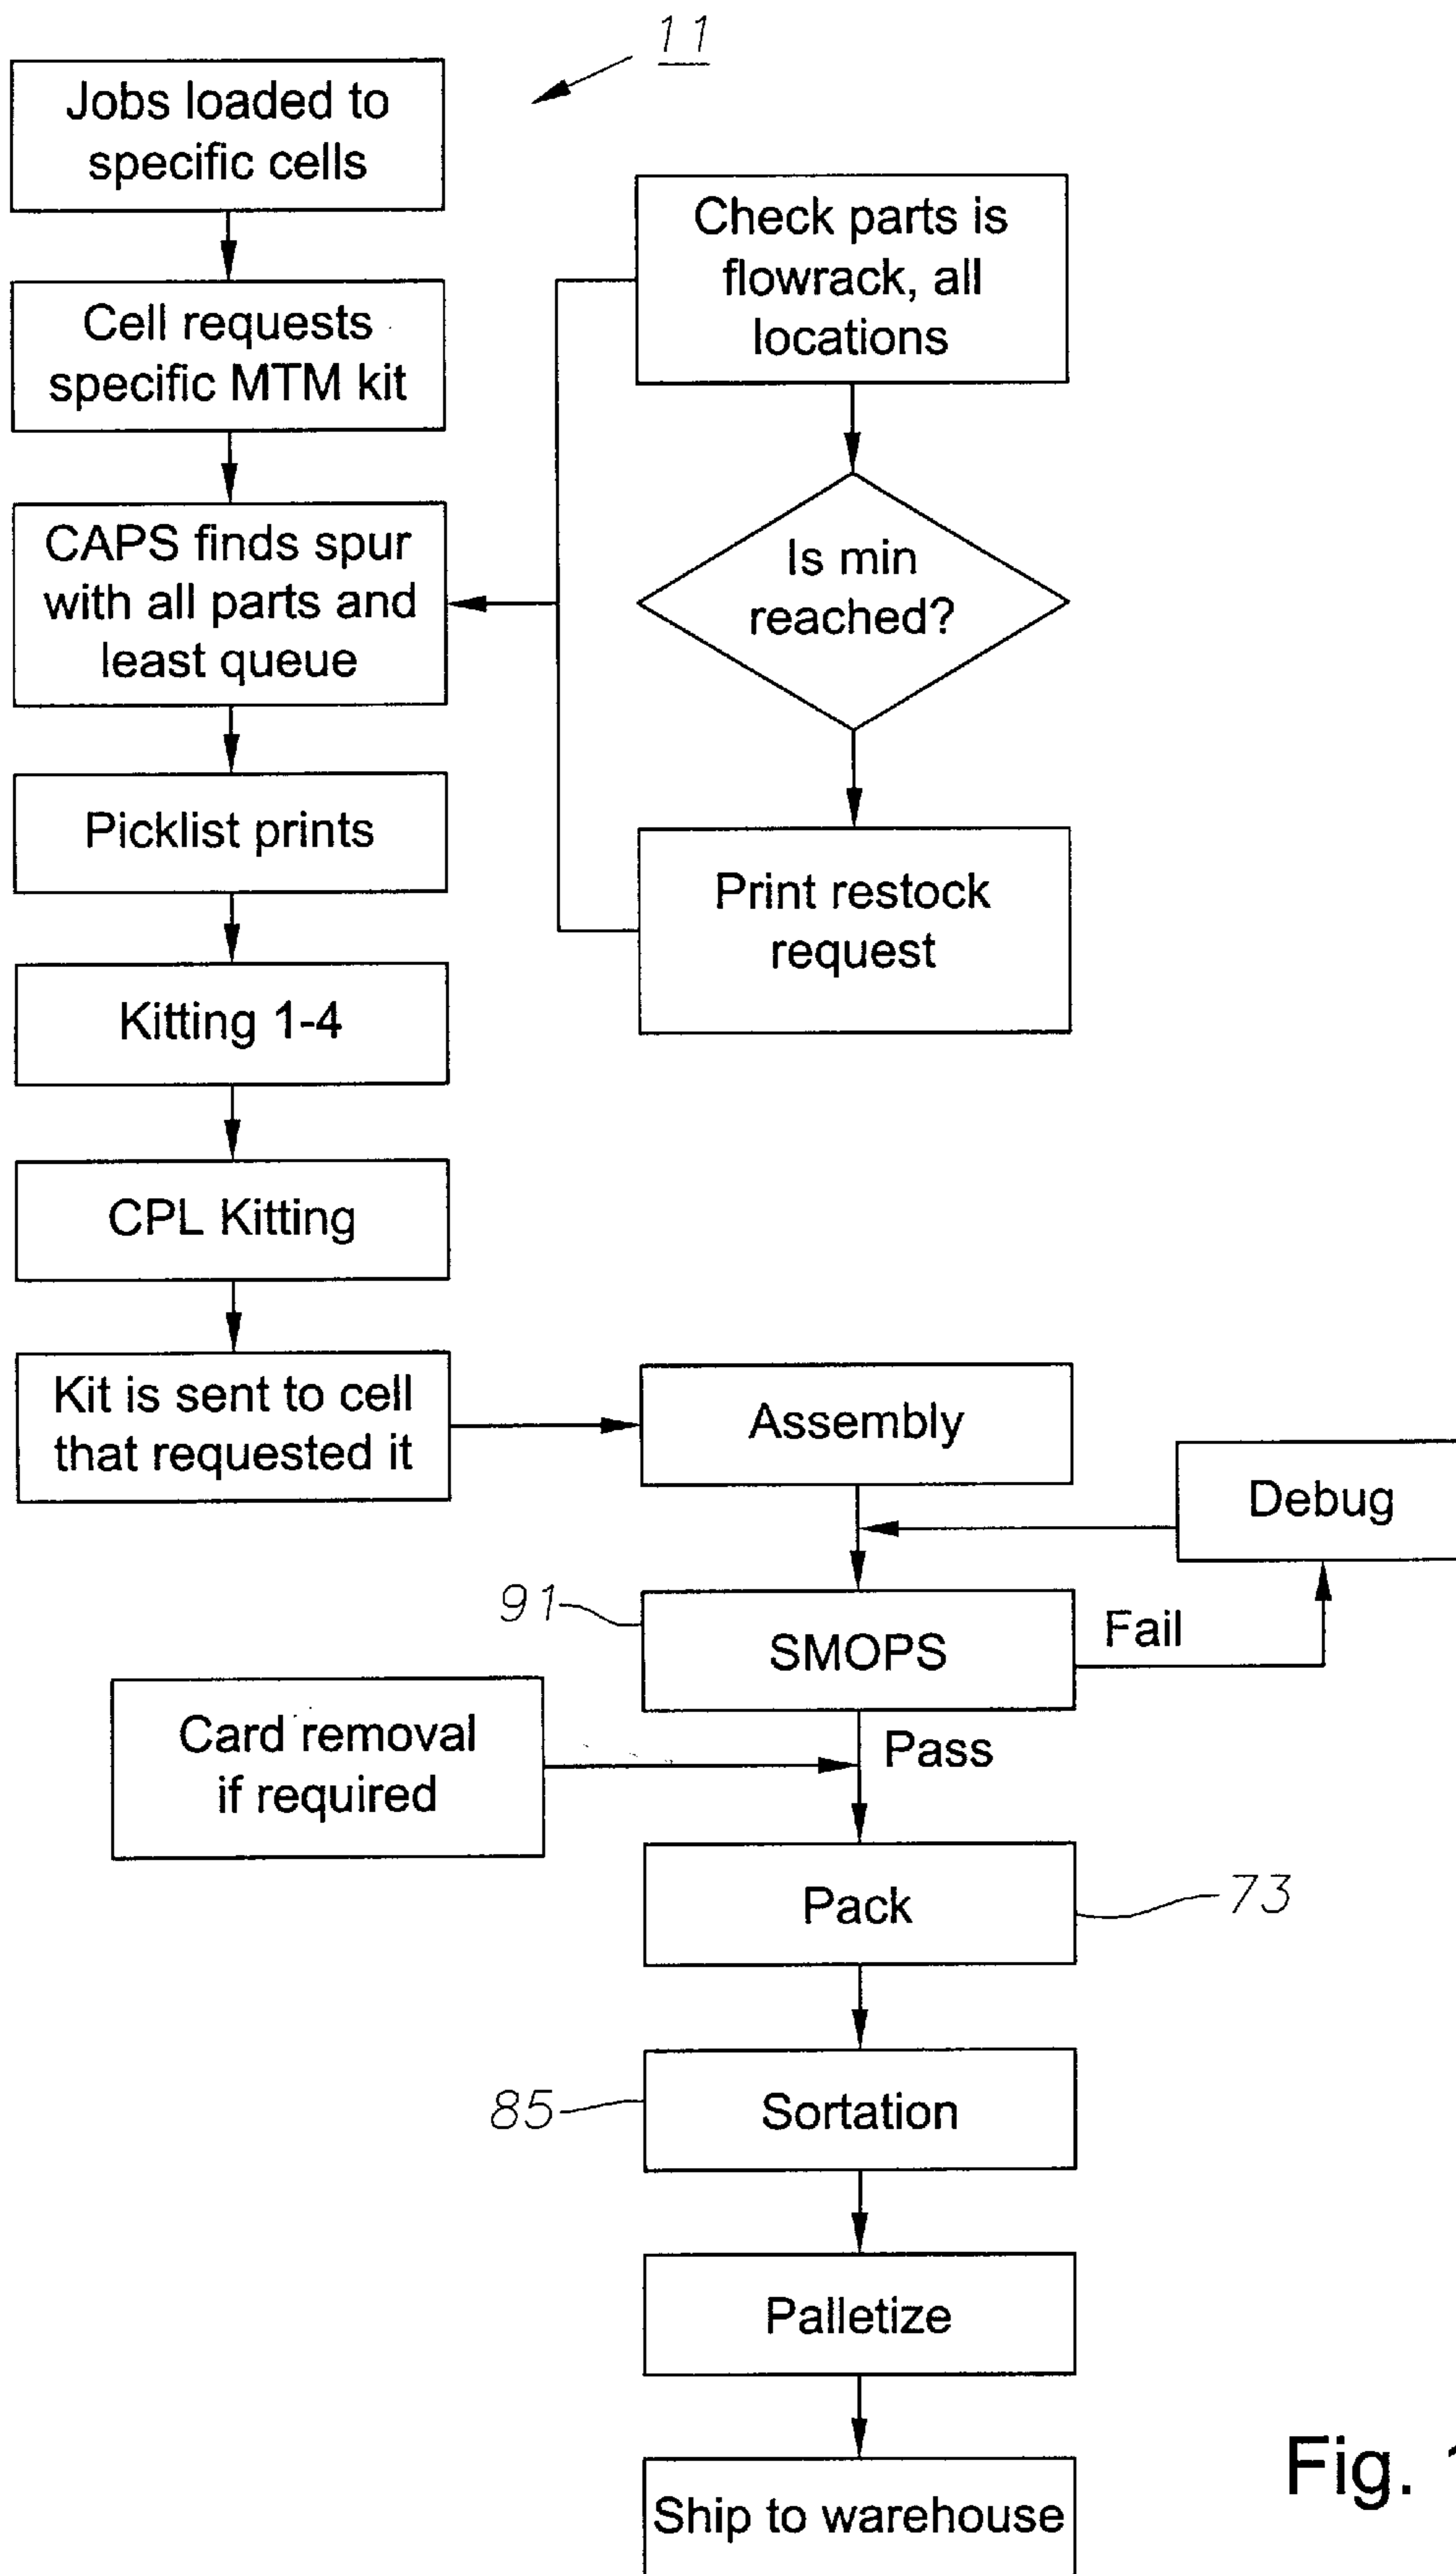 11
Jobs loaded to
specific cells
Cell requests
specific MTM kit
CAPS finds spur
with all parts and
least queue
Picklist prints
Kitting 1-4
CPL Kitting
Kit is sent to cell
that requested it
Check parts is
flowrack, all
locations
Is min
reached?
Print restock
request
Assembly
Debug
91
SMOPS
Fail
Card removal
if required
Pass
Pack
73
85
Sortation
Palletize
Ship to warehouse
Fig.